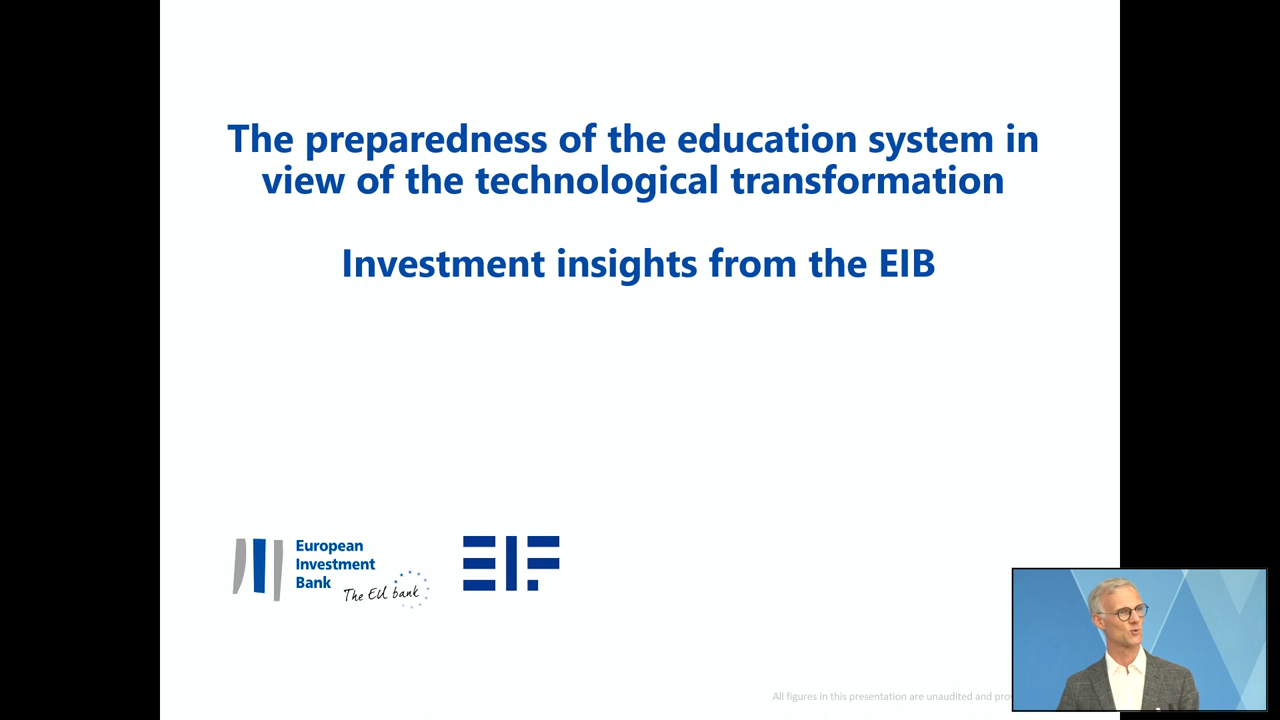 The preparedness of the education system in
view of the technological transformation
Investment insights from the EIB
European
Investment
Bank
The EU bank
EIF
All figures in this presentation are unaudited and